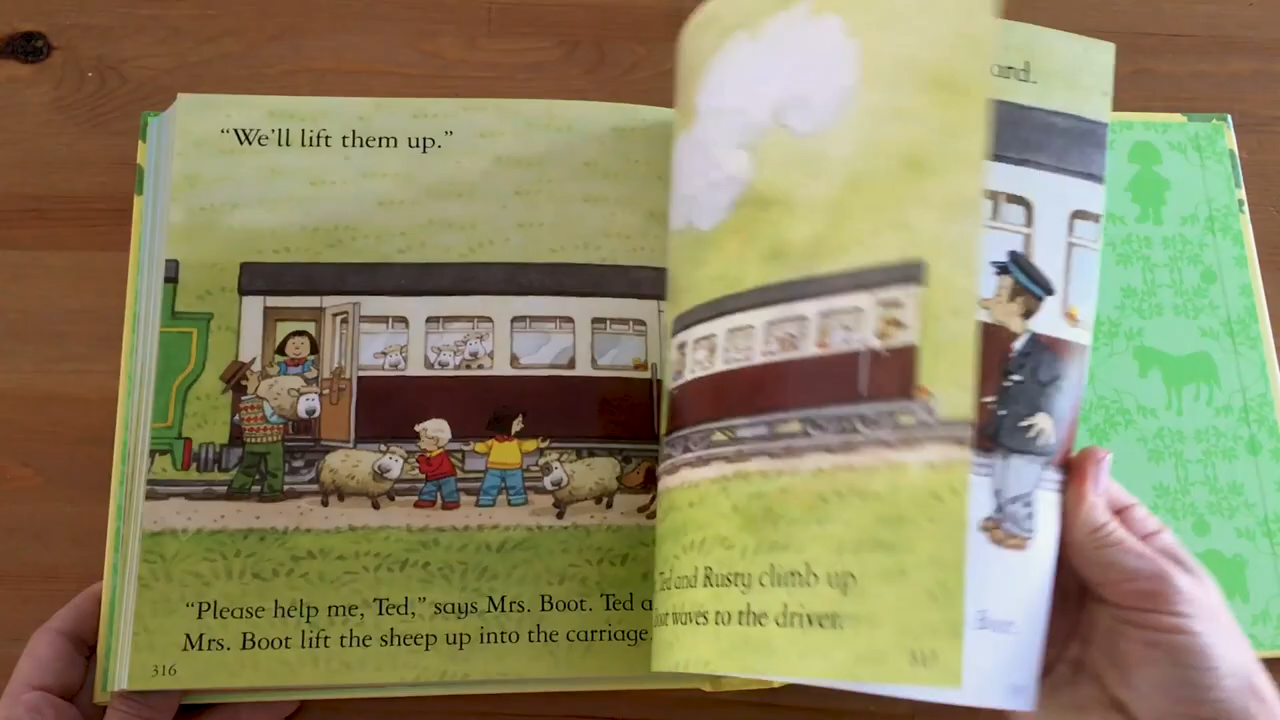 “We’ll lift them up.”
“Please help me, Ted,” says Mrs. Boot. Ted a
Mrs. Boot lift the sheep up into the carriage.
316
Ted and Rusty climb up
waves to the driver.